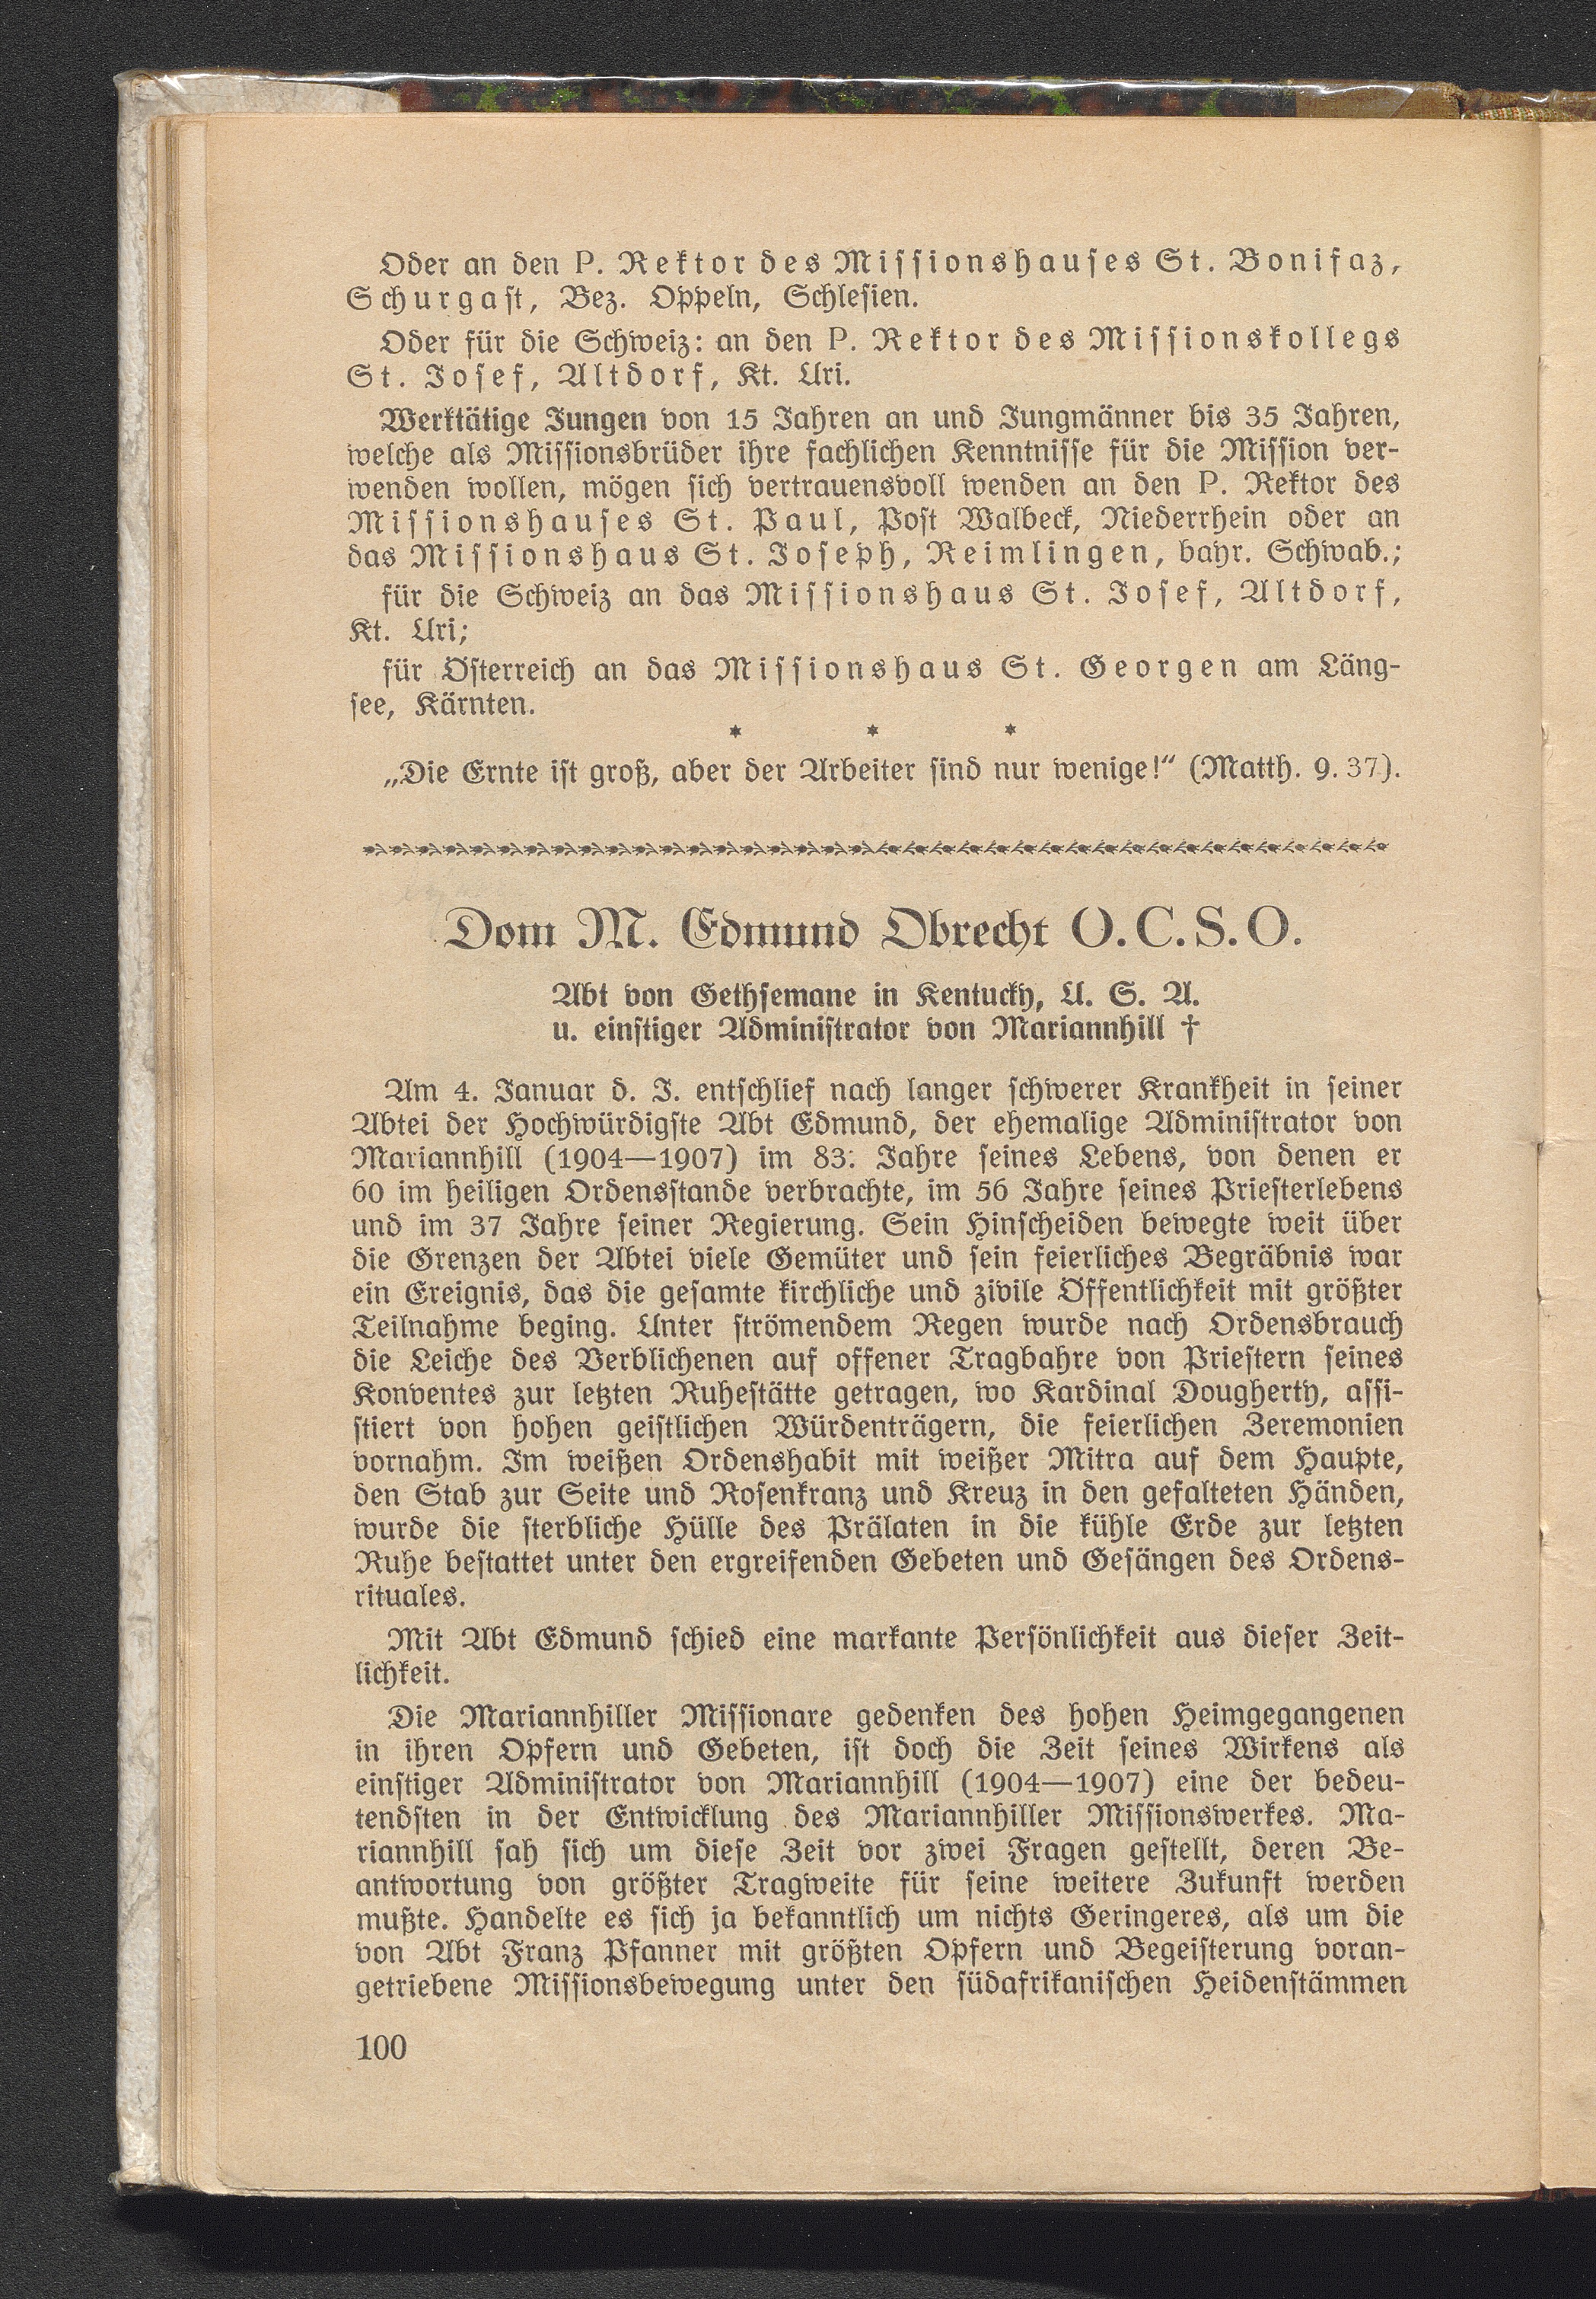 Oder an den P. Rektor des Missionshauses St. Bonifaz,
Schurgast, Bez. Oppeln, Schlesien.
Oder für die Schweiz: an den P. Rektor des Missionskollegs
St. Josef, Altdorf, Kt. Uri.
Werktätige Jungen von 15 Jahren an und Jungmänner bis 35 Jahren,
welche als Missionsbrüder ihre fachlichen Kenntnisse für die Mission ver-
wenden wollen, mögen sich vertrauensvoll wenden an den P. Rektor des
Missionshauses St. Paul, Post Walbeck, Niederrhein oder an
das Missionshaus St. Joseph, Reimlingen, bayr. Schwab.;
für die Schweiz an das Missionshaus St. Josef, Altdorf,
Kt. Uri;
für Österreich an das Missionshaus St. Georgen am Läng-
see, Kärnten.
* * *
„Die Ernte ist groß, aber der Arbeiter sind nur wenige!“ (Matth. 9. 37).
Dom M. Edmund Obrecht O.C.S.O.
Abt von Gethsemane in Kentucky, U. S. A.
u. einstiger Administrator von Mariannhill †
Am 4. Januar d. J. entschlief nach langer schwerer Krankheit in seiner
Abtei der Hochwürdigste Abt Edmund, der ehemalige Administrator von
Mariannhill (1904—1907) im 83. Jahre seines Lebens, von denen er
60 im heiligen Ordensstande verbrachte, im 56 Jahre seines Priesterlebens
und im 37 Jahre seiner Regierung. Sein Hinscheiden bewegte weit über
die Grenzen der Abtei viele Gemüter und sein feierliches Begräbnis war
ein Ereignis, das die gesamte kirchliche und zivile Öffentlichkeit mit größter
Teilnahme beging. Unter strömendem Regen wurde nach Ordensbrauch
die Leiche des Verblichenen auf offener Tragbahre von Priestern seines
Konventes zur letzten Ruhestätte getragen, wo Kardinal Dougherty, assi-
stiert von hohen geistlichen Würdenträgern, die feierlichen Zeremonien
vornahm. Im weißen Ordenshabit mit weißer Mitra auf dem Haupte,
den Stab zur Seite und Rosenkranz und Kreuz in den gefalteten Händen,
wurde die sterbliche Hülle des Prälaten in die kühle Erde zur letzten
Ruhe bestattet unter den ergreifenden Gebeten und Gesängen des Ordens-
rituales.
Mit Abt Edmund schied eine markante Persönlichkeit aus dieser Zeit-
lichkeit.
Die Mariannhiller Missionare gedenken des hohen Heimgegangenen
in ihren Opfern und Gebeten, ist doch die Zeit seines Wirkens als
einstiger Administrator von Mariannhill (1904—1907) eine der bedeu-
tendsten in der Entwicklung des Mariannhiller Missionswerkes. Ma-
riannhill sah sich um diese Zeit vor zwei Fragen gestellt, deren Be-
antwortung von größter Tragweite für seine weitere Zukunft werden
mußte. Handelte es sich ja bekanntlich um nichts Geringeres, als um die
von Abt Franz Pfanner mit größten Opfern und Begeisterung voran-
getriebene Missionsbewegung unter den südafrikanischen Heidenstämmen
100